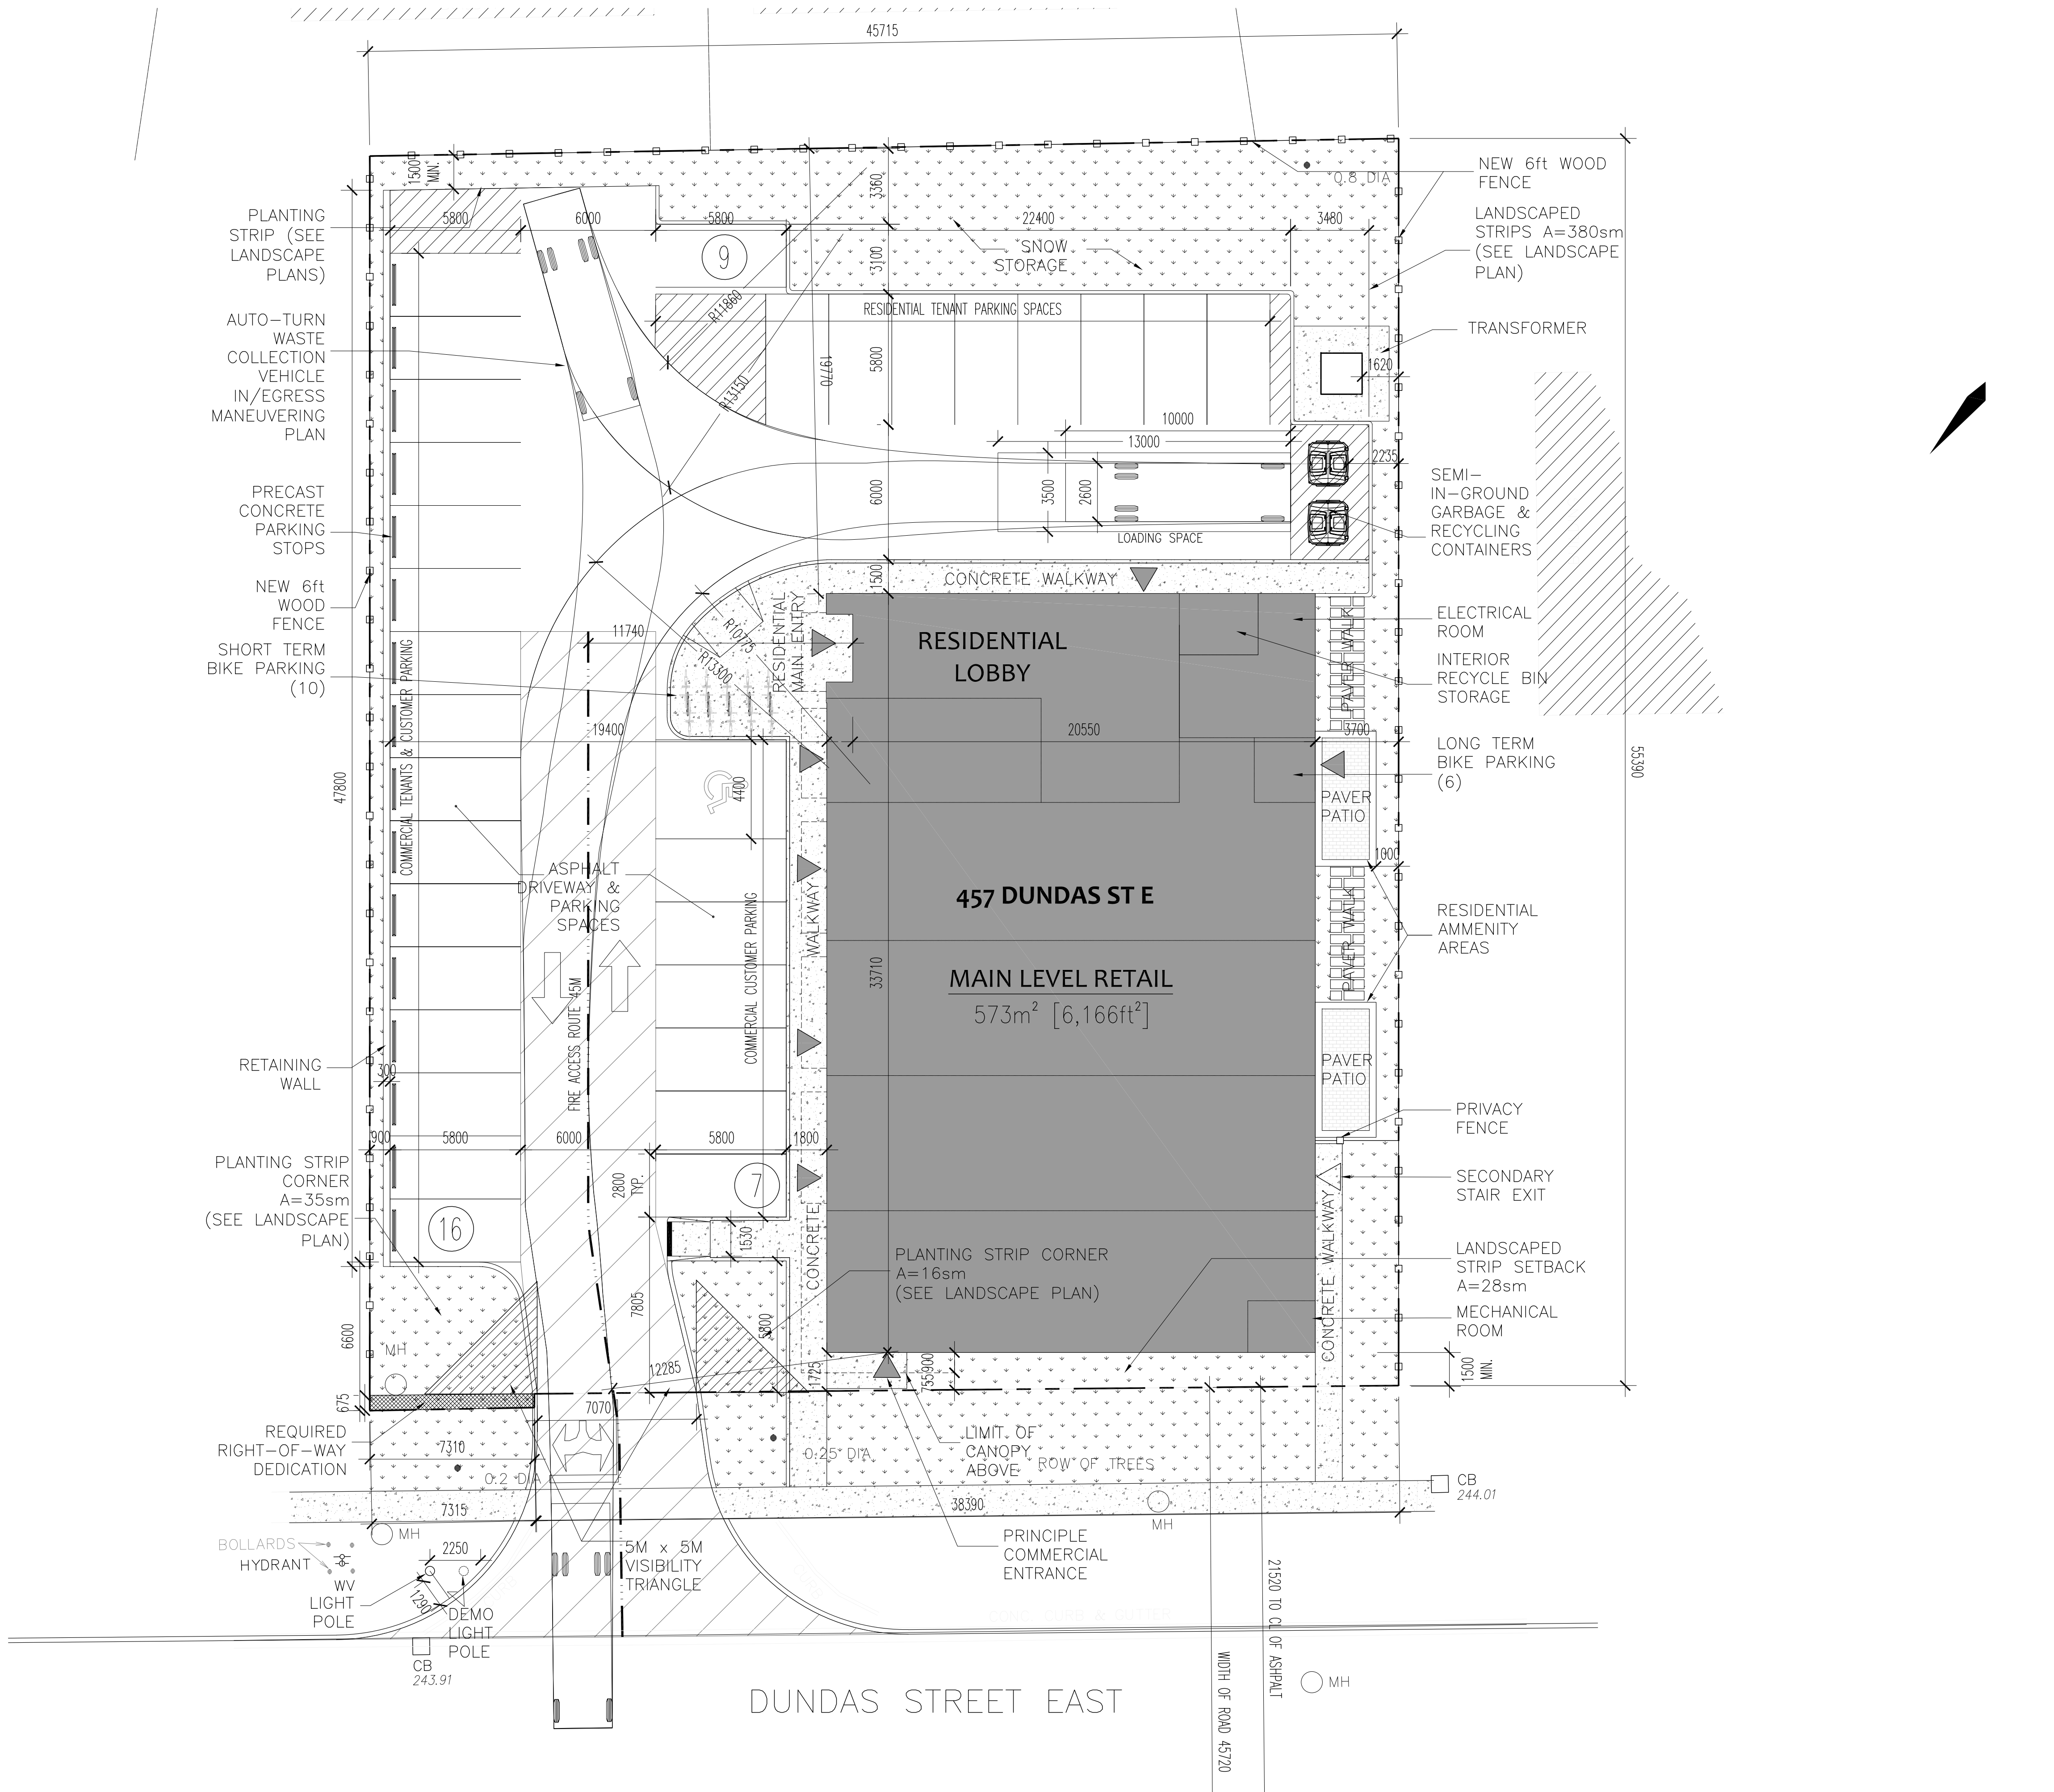 45715
1500
MIN.
NEW 6ft WOOD
FENCE
0.8 DIA
3360
PLANTING
STRIP (SEE
LANDSCAPE
PLANS)
5800
6000
5800
22400
3480
LANDSCAPED
STRIPS A=380sm
(SEE LANDSCAPE
PLAN)
9
SNOW
STORAGE
3100
R11860
RESIDENTIAL TENANT PARKING SPACES
AUTO-TURN
WASTE
COLLECTION
VEHICLE
IN/EGRESS
MANEUVERING
PLAN
TRANSFORMER
1620
5800
19770
R13150
10000
13000
2235
PRECAST
CONCRETE
PARKING
STOPS
6000
3500
2600
LOADING SPACE
SEMI-
IN-GROUND
GARBAGE &
RECYCLING
CONTAINERS
1500
CONCRETE WALKWAY
NEW 6ft
WOOD
FENCE
SHORT TERM
BIKE PARKING
(10)
11740
R10775
R13300
RESIDENTIAL
MAIN ENTRY
RESIDENTIAL
LOBBY
PAVER WALK
ELECTRICAL
ROOM
INTERIOR
RECYCLE BIN
STORAGE
COMMERCIAL TENANTS & CUSTOMER PARKING
19400
20550
3700
LONG TERM
BIKE PARKING
(6)
47800
4400
PAVER
PATIO
55390
1000
ASPHALT
DRIVEWAY &
PARKING
SPACES
457 DUNDAS ST E
WALKWAY
COMMERCIAL CUSTOMER PARKING
FIRE ACCESS ROUTE 45M
33710
MAIN LEVEL RETAIL
573m² [6,166ft²]
PAVER WALK
RESIDENTIAL
AMMENITY
AREAS
RETAINING
WALL
300
PAVER
PATIO
PRIVACY
FENCE
900
5800
6000
5800
1800
PLANTING STRIP
CORNER
A=35sm
(SEE LANDSCAPE
PLAN)
2800
TYP.
7
16
SECONDARY
STAIR EXIT
1530
CONCRETE
PLANTING STRIP CORNER
A=16sm
(SEE LANDSCAPE PLAN)
CONCRETE WALKWAY
LANDSCAPED
STRIP SETBACK
A=28sm
MECHANICAL
ROOM
6600
7805
5800
MH
12285
1725
755
900
1500
MIN.
675
7070
REQUIRED
RIGHT-OF-WAY
DEDICATION
7310
0.2 DIA
0.25 DIA
LIMIT OF
CANOPY
ABOVE
ROW OF TREES
CB
244.01
7315
38390
MH
MH
BOLLARDS
HYDRANT
WV
LIGHT
POLE
2250
1290
DEMO
LIGHT
POLE
5M x 5M
VISIBILITY
TRIANGLE
PRINCIPLE
COMMERCIAL
ENTRANCE
CB
243.91
21520 TO CL OF ASHPALT
WIDTH OF ROAD 45720
MH
DUNDAS STREET EAST